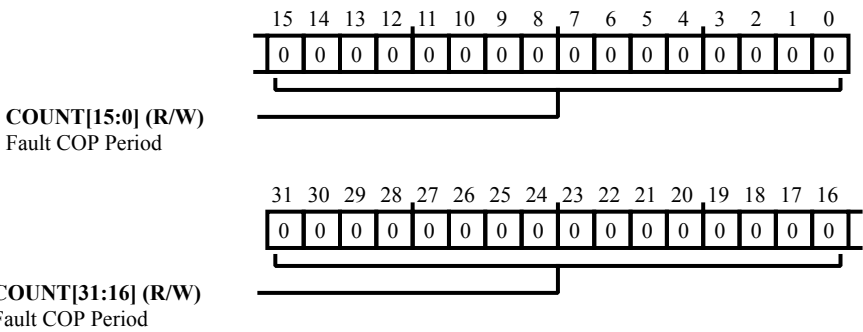 15 14 13 12 11 10 9 8 7 6 5 4 3 2 1 0
0 0 0 0 0 0 0 0 0 0 0 0 0 0 0 0
COUNT[15:0] (R/W)
Fault COP Period
31 30 29 28 27 26 25 24 23 22 21 20 19 18 17 16
0 0 0 0 0 0 0 0 0 0 0 0 0 0 0 0
COUNT[31:16] (R/W)
Fault COP Period